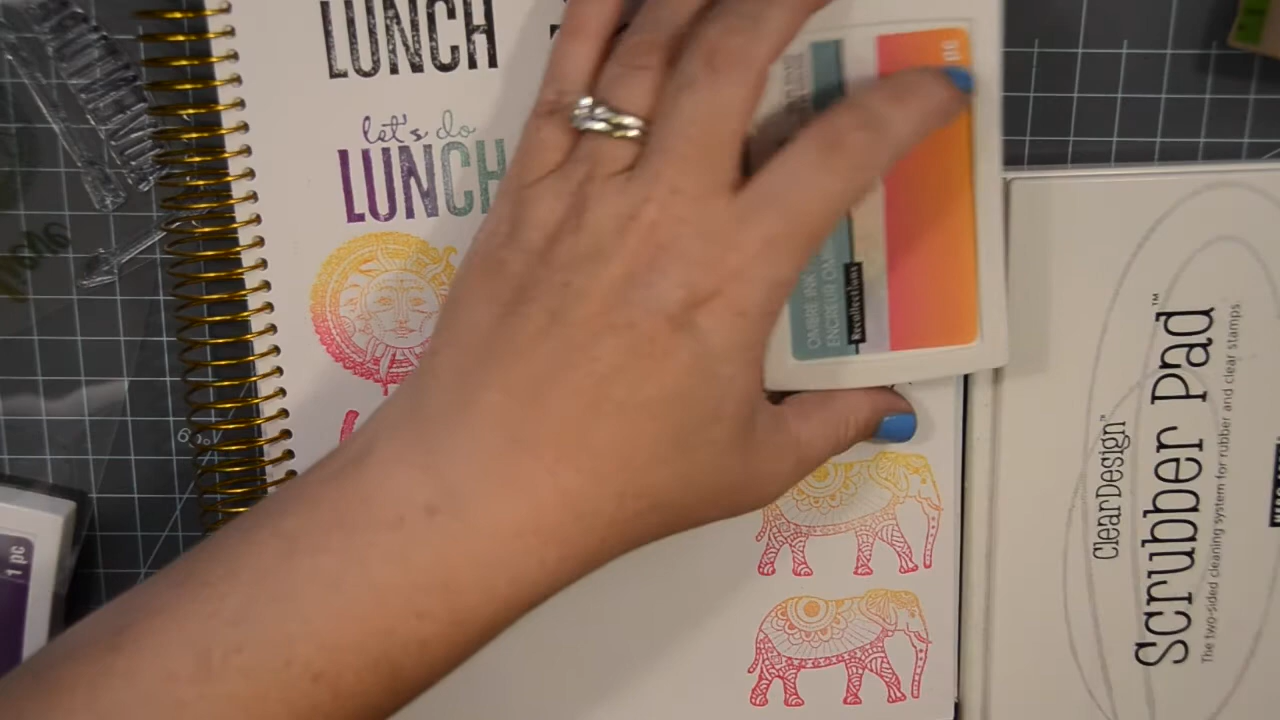 LUNCH
let's do
LUNCH
OMBRE INK
ENCREUR OM
Recollections
1 pc
ClearDesign™
Scrubber Pad™
The two-sided cleaning system for rubber and clear stamps.